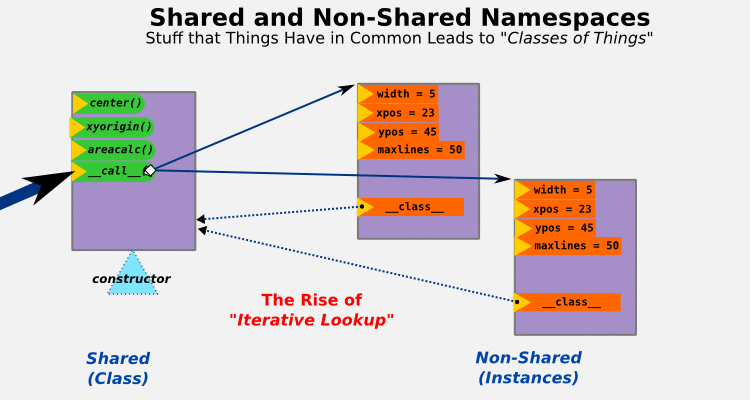 Shared and Non-Shared Namespaces
Stuff that Things Have in Common Leads to "Classes of Things"
center()
xyorigin()
areacalc()
__call__()
constructor
width = 5
xpos = 23
ypos = 45
maxlines = 50
__class__
width = 5
xpos = 23
ypos = 45
maxlines = 50
__class__
The Rise of
"Iterative Lookup"
Shared
(Class)
Non-Shared
(Instances)